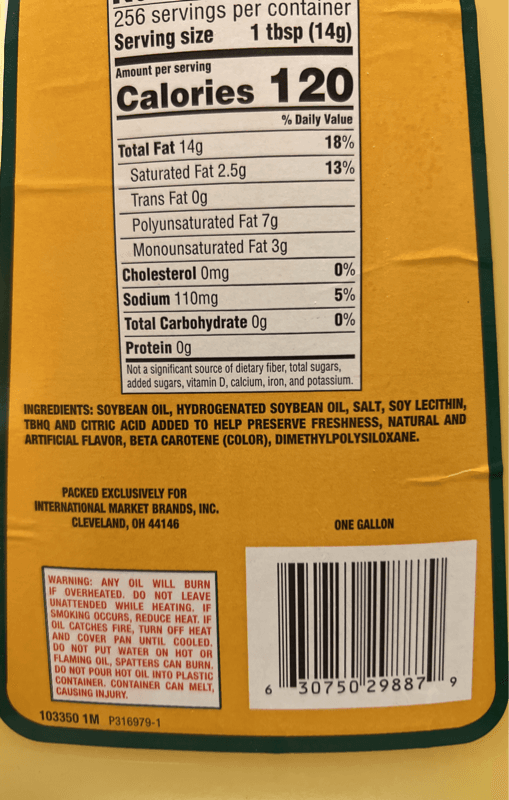 256 servings per container
Serving size 1 tbsp (14g)
Amount per serving
Calories 120
% Daily Value
Total Fat 14g 18%
Saturated Fat 2.5g 13%
Trans Fat 0g
Polyunsaturated Fat 7g
Monounsaturated Fat 3g
Cholesterol 0mg 0%
Sodium 110mg 5%
Total Carbohydrate 0g 0%
Protein 0g
Not a significant source of dietary fiber, total sugars,
added sugars, vitamin D, calcium, iron, and potassium.
INGREDIENTS: SOYBEAN OIL, HYDROGENATED SOYBEAN OIL, SALT, SOY LECITHIN,
TBHQ AND CITRIC ACID ADDED TO HELP PRESERVE FRESHNESS, NATURAL AND
ARTIFICIAL FLAVOR, BETA CAROTENE (COLOR), DIMETHYLPOLYSILOXANE.
PACKED EXCLUSIVELY FOR
INTERNATIONAL MARKET BRANDS, INC.
CLEVELAND, OH 44146
ONE GALLON
WARNING: ANY OIL WILL BURN
IF OVERHEATED. DO NOT LEAVE
UNATTENDED WHILE HEATING. IF
SMOKING OCCURS, REDUCE HEAT. IF
OIL CATCHES FIRE, TURN OFF HEAT
AND COVER PAN UNTIL COOLED.
DO NOT PUT WATER ON HOT OR
FLAMING OIL, SPATTERS CAN BURN.
DO NOT POUR HOT OIL INTO PLASTIC
CONTAINER. CONTAINER CAN MELT,
CAUSING INJURY.
6 30750 29887 9
103350 1M P316979-1